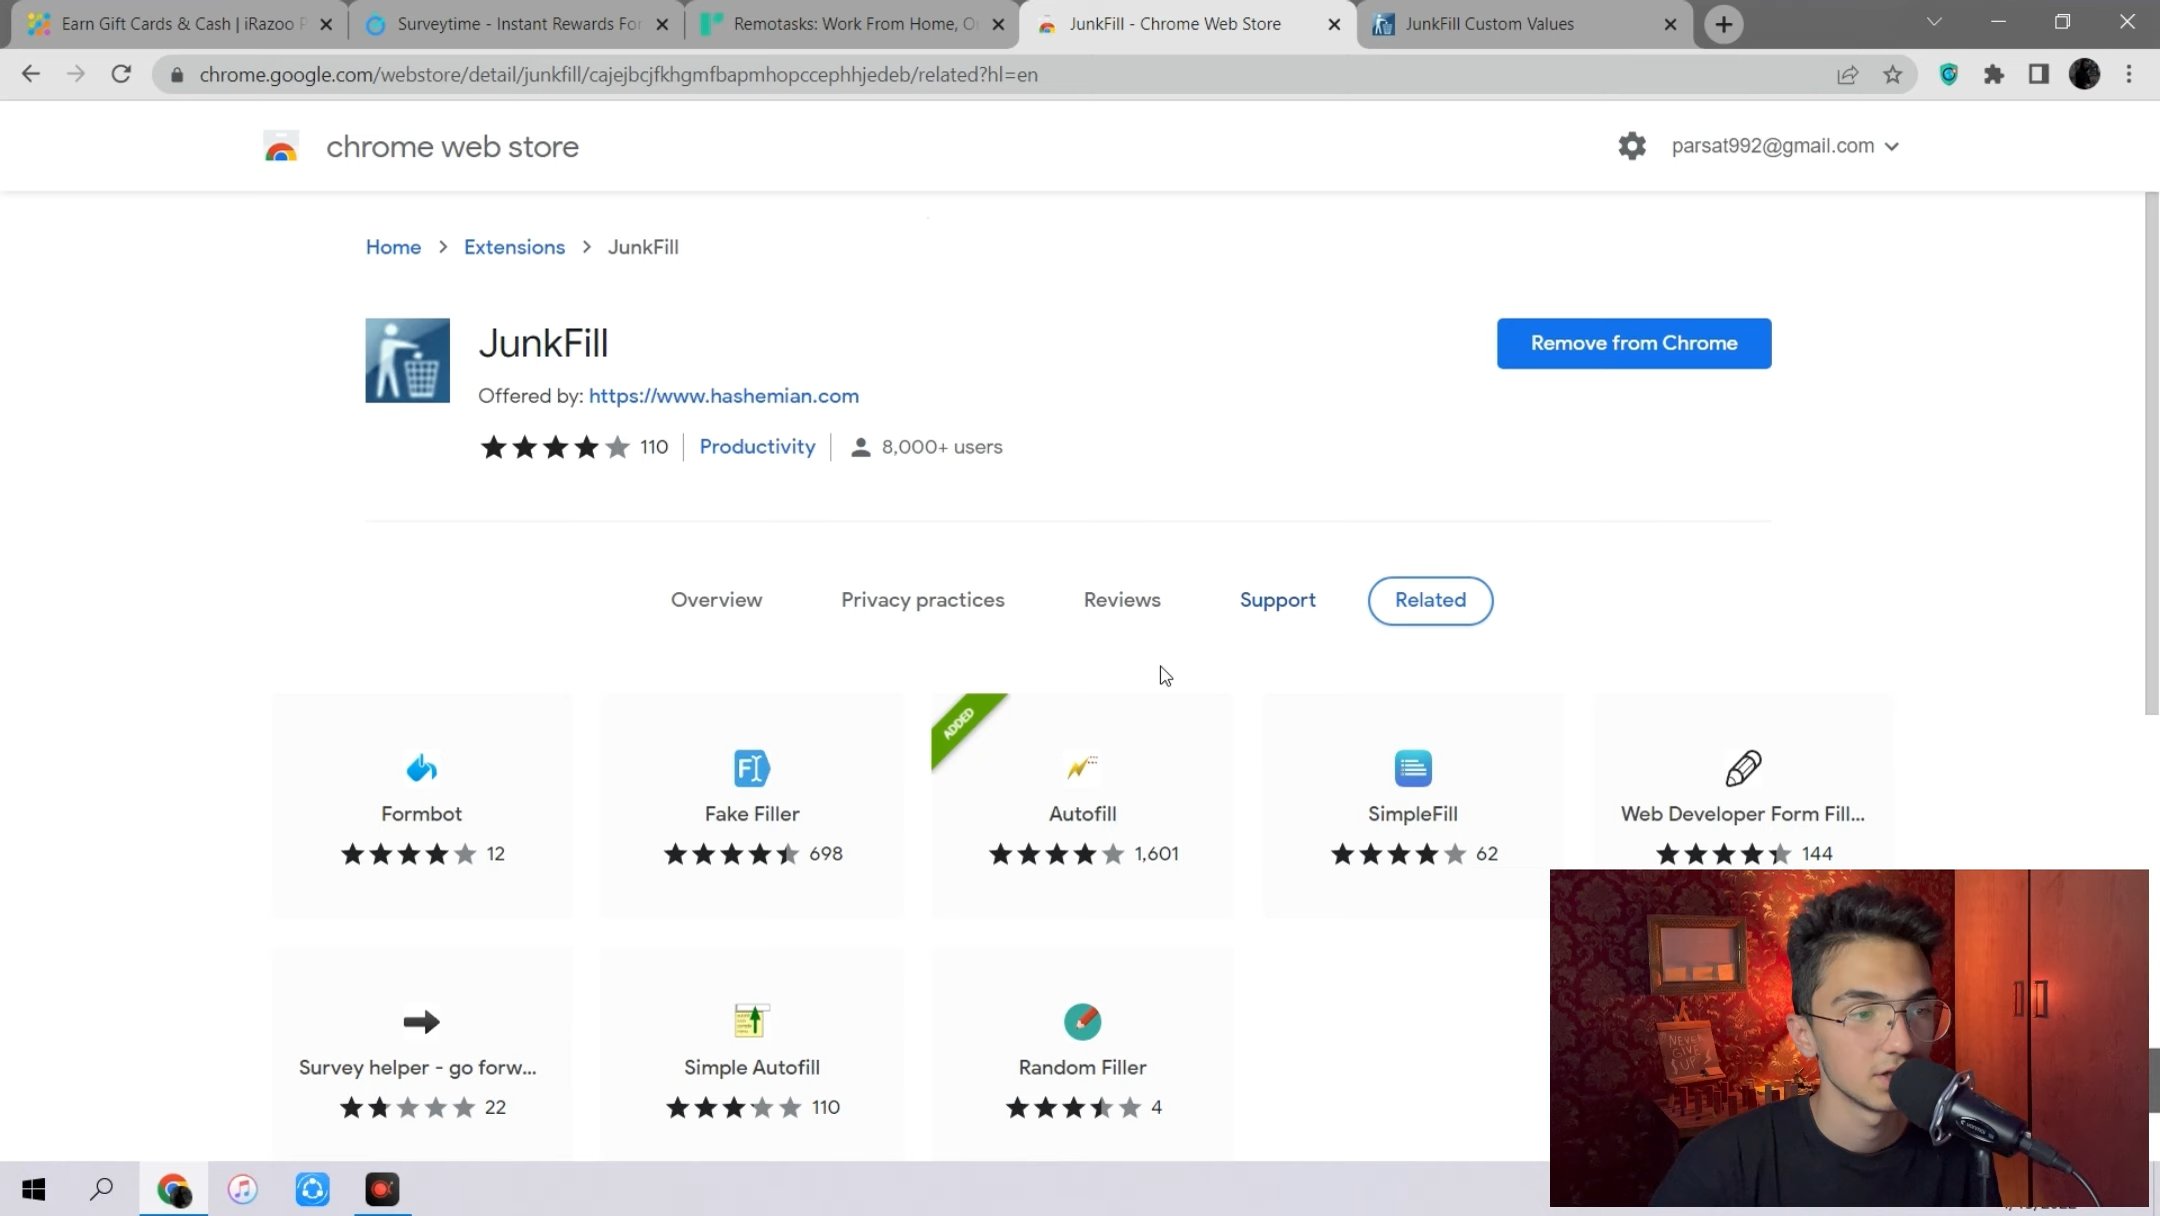 Earn Gift Cards & Cash | iRazoo P
Surveytime - Instant Rewards For
Remotasks: Work From Home, O
JunkFill - Chrome Web Store
JunkFill Custom Values
chrome.google.com/webstore/detail/junkfill/cajejbcjfkhgmfbapmhopccephhjedeb/related?hl=en
chrome web store
parsat992@gmail.com
Home > Extensions > JunkFill
JunkFill
Remove from Chrome
Offered by: https://www.hashemian.com
110 Productivity 8,000+ users
Overview Privacy practices Reviews Support Related
ADDED
Formbot Fake Filler Autofill SimpleFill Web Developer Form Fill...
12 698 1,601 62 144
Survey helper - go forw... Simple Autofill Random Filler
22 110 4
NEVER
GIVE
UP